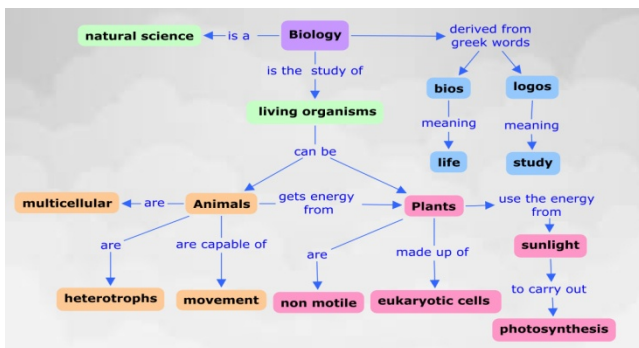 natural science
is a
Biology
derived from
greek words
is the study of
bios
logos
living organisms
meaning
meaning
life
study
can be
multicellular
are
Animals
gets energy
from
Plants
use the energy
from
are
are capable of
are
made up of
sunlight
heterotrophs
movement
non motile
eukaryotic cells
to carry out
photosynthesis